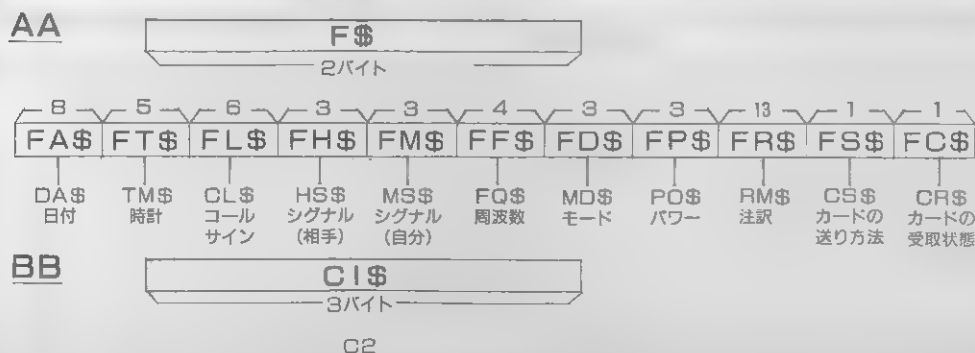 AA
F$
2バイト
8 5 6 3 3 4 3 3 13 1 1
FA$ FT$ FL$ FH$ FM$ FF$ FD$ FP$ FR$ FS$ FC$
DA$ TM$ CL$ HS$ MS$ FQ$ MD$ PO$ RM$ CS$ CR$
日付 時計 コール シグナル シグナル 周波数 モード パワー 注訳 カードの カードの
サイン (相手) (自分) 送り方法 受取状態
BB
CI$
3バイト
C2